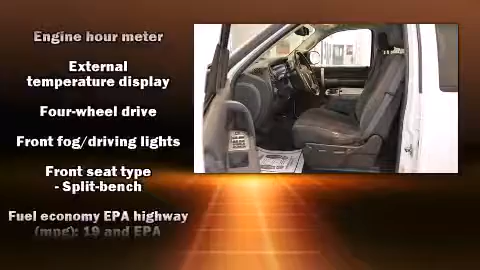 Engine hour meter
External
temperature display
Four-wheel drive
Front fog/driving lights
Front seat type
- Split-bench
Fuel economy EPA highway
(mpg): 19 and EPA